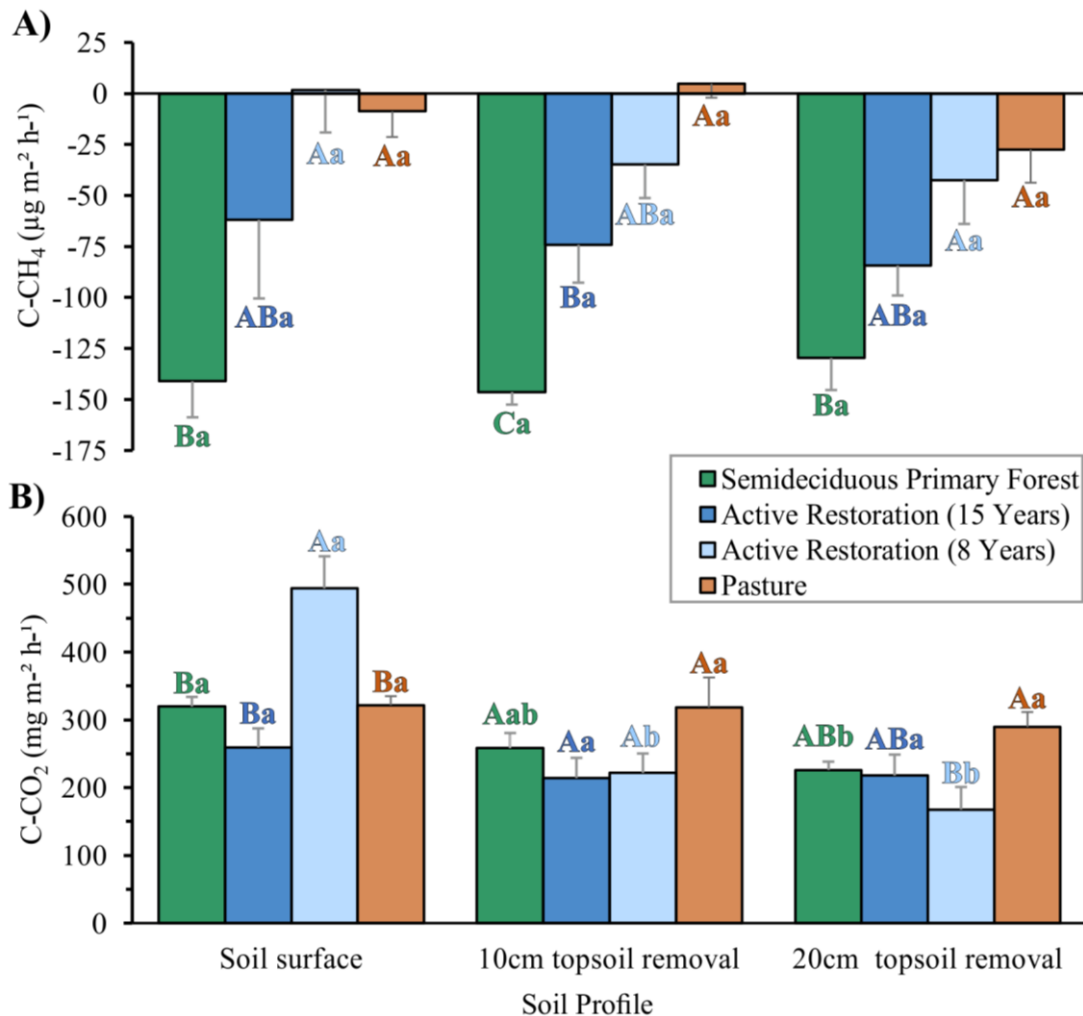 A)
25
0
-25
-50
-75
-100
-125
-150
-175
C-CH₄ (µg m-² h-¹)
Ba
ABa
Aa
Aa
Ca
Ba
ABa
Aa
Ba
ABa
Aa
Aa
Semideciduous Primary Forest
Active Restoration (15 Years)
Active Restoration (8 Years)
Pasture
B)
600
500
400
300
200
100
0
C-CO₂ (mg m-² h-¹)
Ba
Ba
Aa
Ba
Aab
Aa
Ab
Aa
ABb
ABa
Bb
Aa
Soil surface
10cm topsoil removal
20cm topsoil removal
Soil Profile